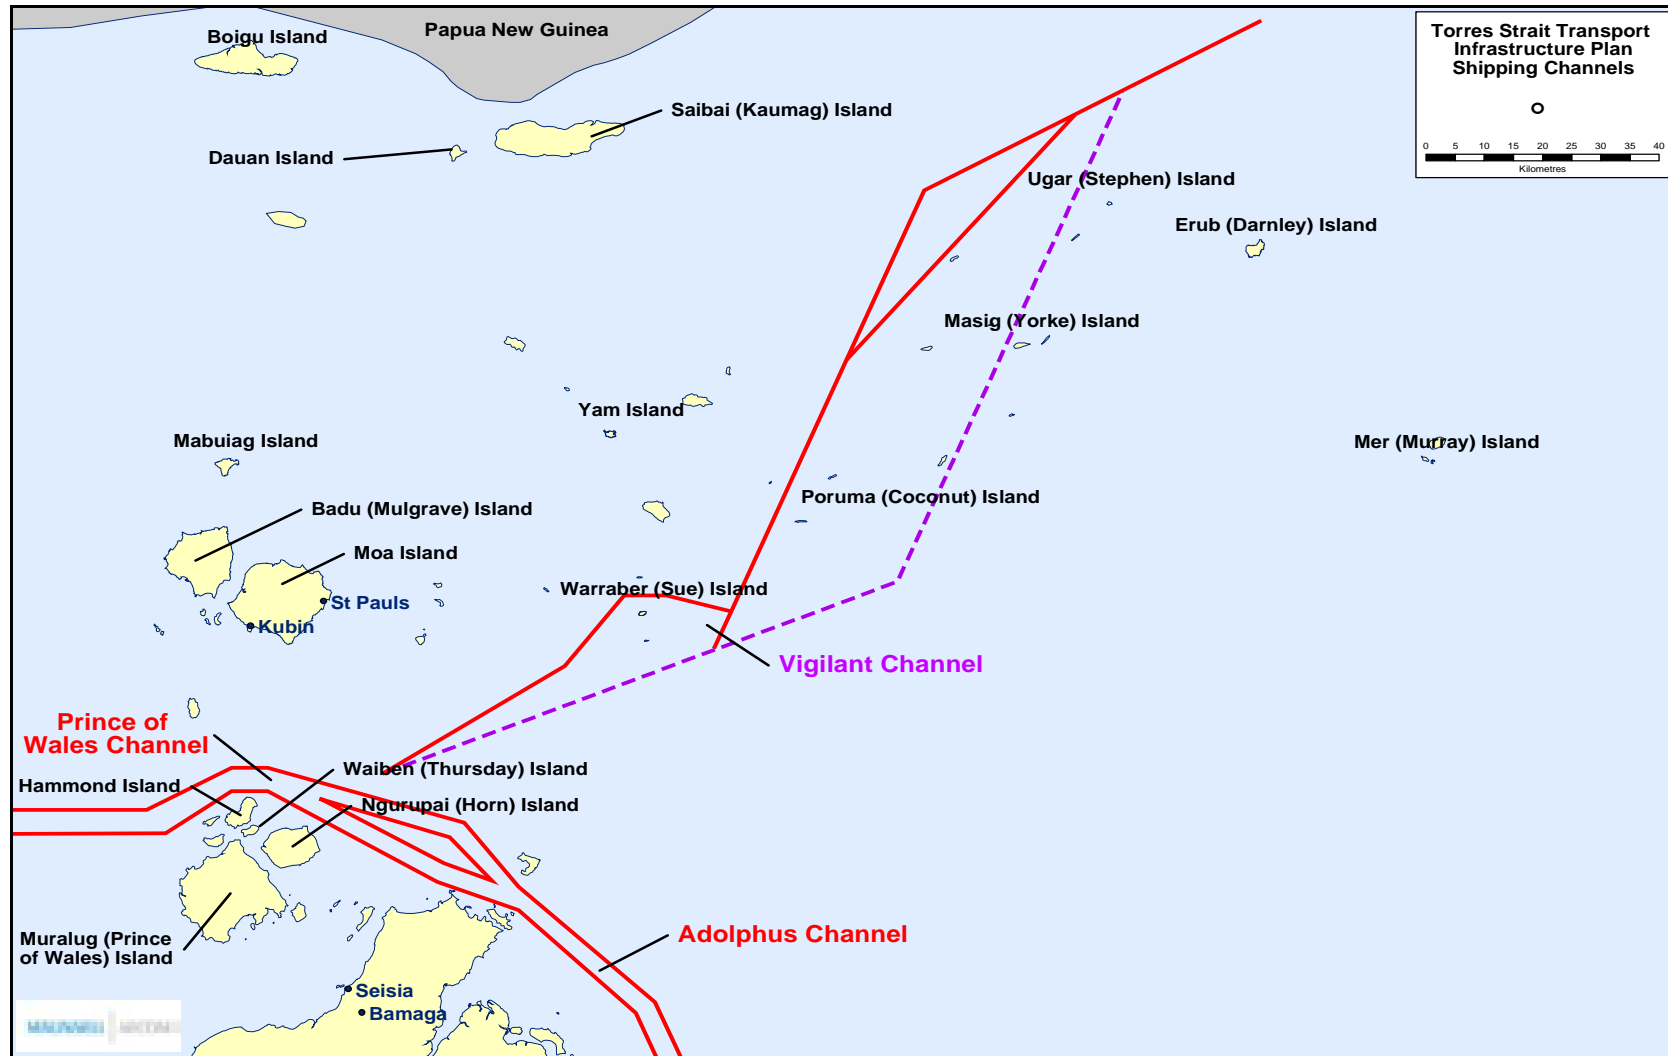 Boigu Island
Papua New Guinea
Torres Strait Transport
Infrastructure Plan
Shipping Channels
0 5 10 15 20 25 30 35 40
Kilometres
Saibai (Kaumag) Island
Dauan Island
Ugar (Stephen) Island
Erub (Darnley) Island
Masig (Yorke) Island
Yam Island
Mabuiag Island
Mer (Murray) Island
Poruma (Coconut) Island
Badu (Mulgrave) Island
Moa Island
Warraber (Sue) Island
St Pauls
Kubin
Vigilant Channel
Prince of
Wales Channel
Waiben (Thursday) Island
Hammond Island
Ngurupai (Horn) Island
Adolphus Channel
Muralug (Prince
of Wales) Island
Seisia
Bamaga